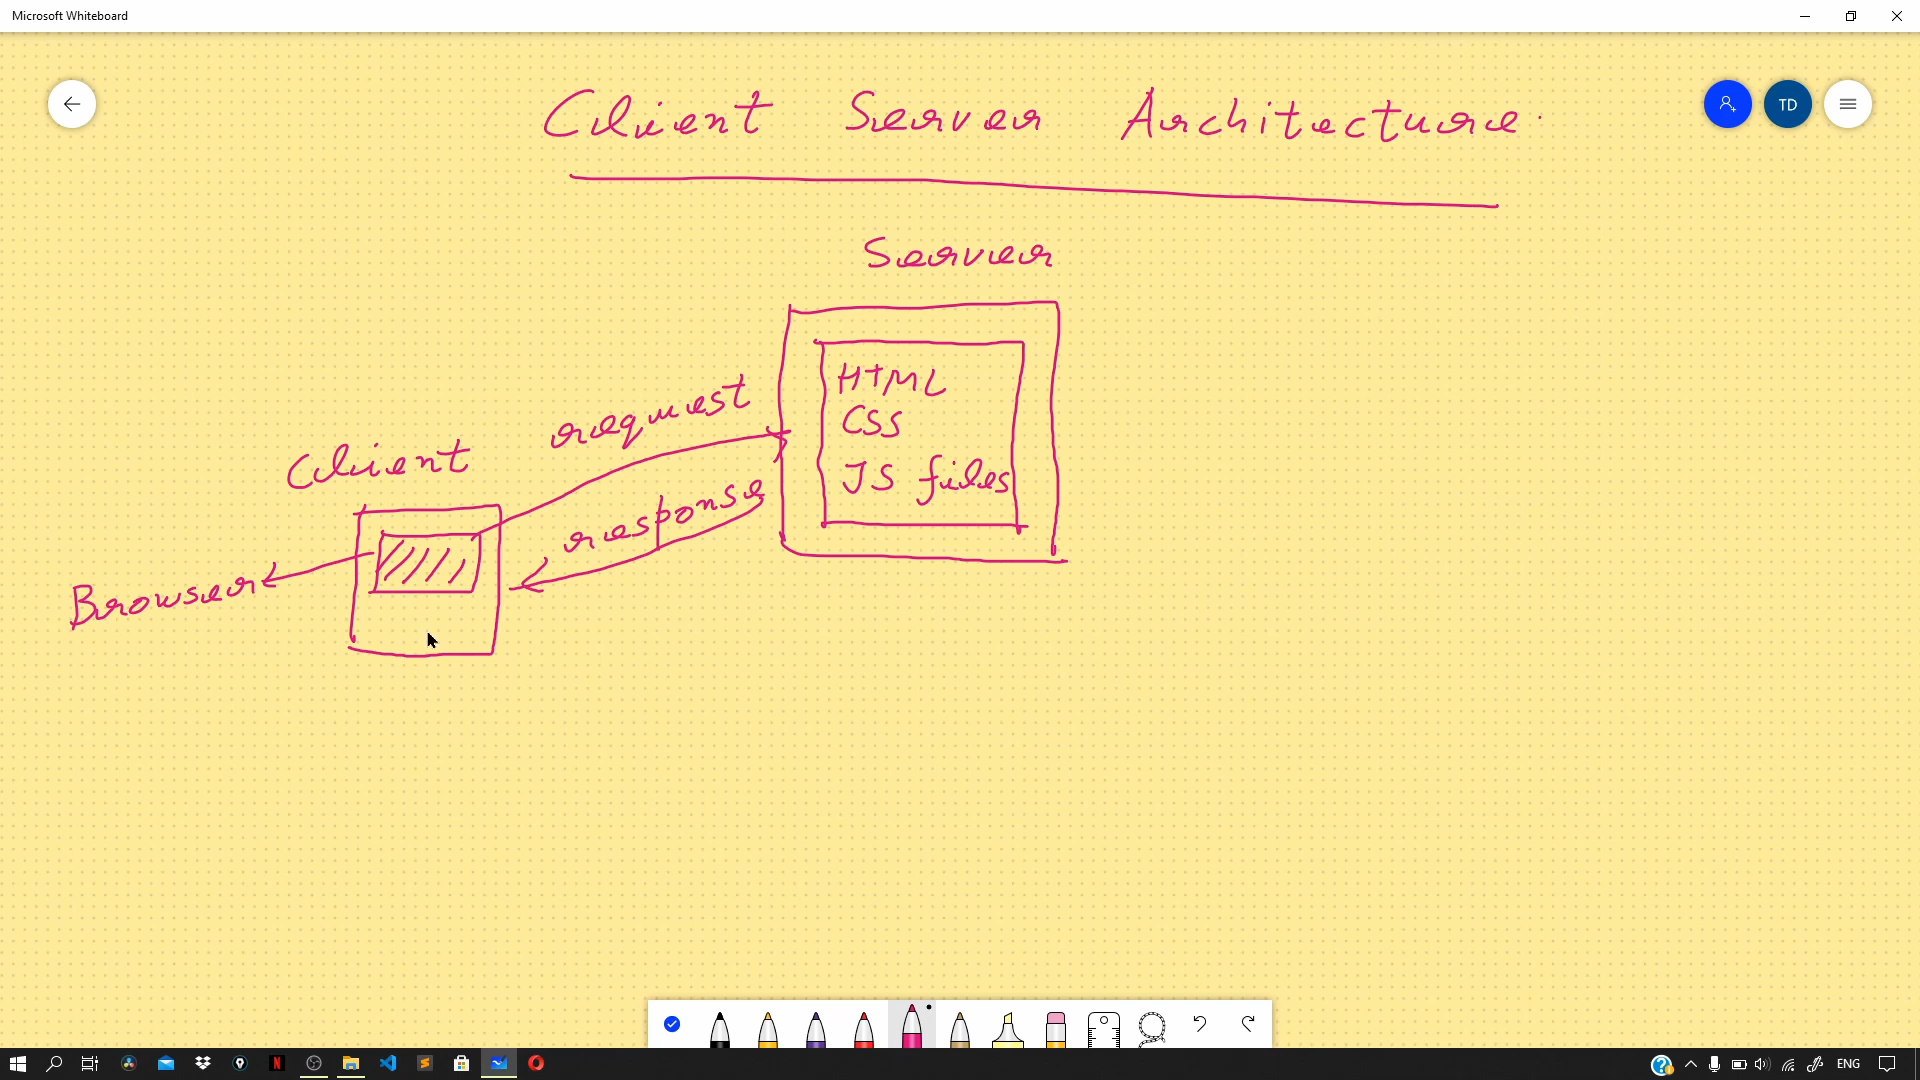 Microsoft Whiteboard
Client Server Architecture.
TD
Server
HTML
CSS
JS files
request
Client
response
Browser
ENG